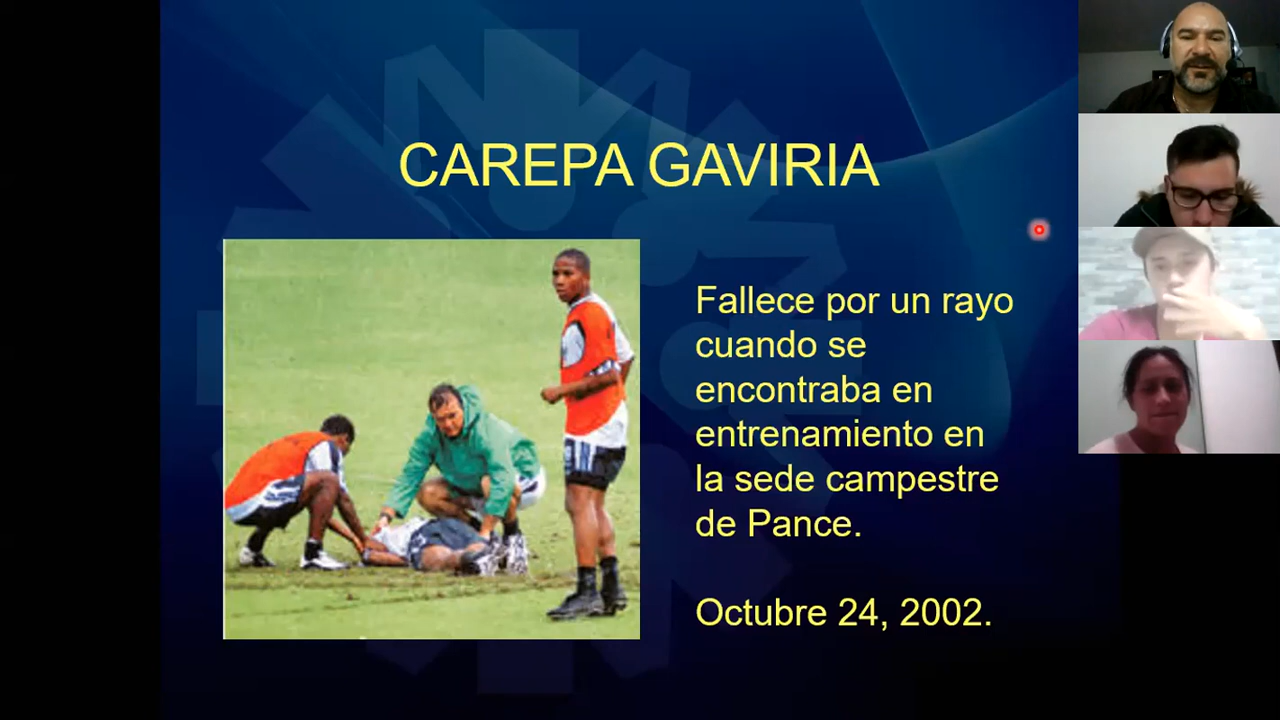 CAREPA GAVIRIA
Fallece por un rayo
cuando se
encontraba en
entrenamiento en
la sede campestre
de Pance.
Octubre 24, 2002.